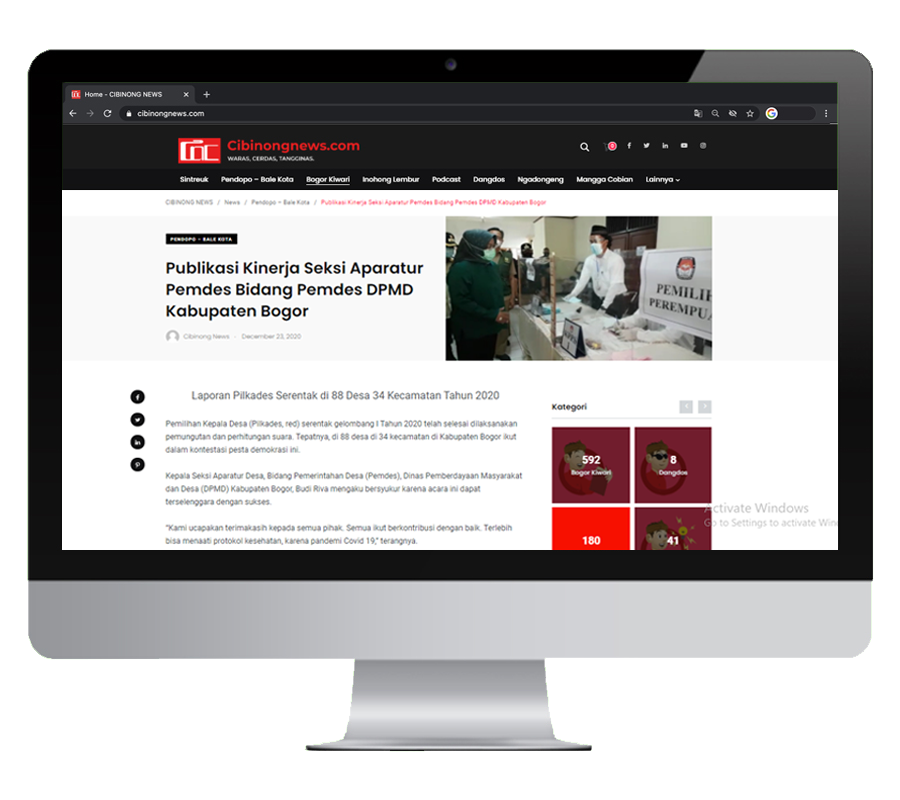 Home - CIBINONG NEWS
cibinongnews.com
Cibinongnews.com
WARAS, CERDAS, TANGGINAS.
Sintreuk Pendopo – Bale Kota Bogor Kiwari Inohong Lembur Podcast Dangdos Ngadongeng Mangga Cobian Lainnya
CIBINONG NEWS / News / Pendopo – Bale Kota / Publikasi Kinerja Seksi Aparatur Pemdes Bidang Pemdes DPMD Kabupaten Bogor
PENDOPO – BALE KOTA
Publikasi Kinerja Seksi Aparatur
Pemdes Bidang Pemdes DPMD
Kabupaten Bogor
Cibinong News - December 23, 2020
PEMILIH
PEREMPUA
Laporan Pilkades Serentak di 88 Desa 34 Kecamatan Tahun 2020
Pemilihan Kepala Desa (Pilkades, red) serentak gelombang I Tahun 2020 telah selesai dilaksanakan
pemungutan dan perhitungan suara. Tepatnya, di 88 desa di 34 kecamatan di Kabupaten Bogor ikut
dalam kontestasi pesta demokrasi ini.
Kepala Seksi Aparatur Desa, Bidang Pemerintahan Desa (Pemdes), Dinas Pemberdayaan Masyarakat
dan Desa (DPMD) Kabupaten Bogor, Budi Riva mengaku bersyukur karena acara ini dapat
terselenggara dengan sukses.
"Kami ucapakan terimakasih kepada semua pihak. Semua ikut berkontribusi dengan baik. Terlebih
bisa menaati protokol kesehatan, karena pandemi Covid 19," terangnya.
Kategori
592
Bogor Kiwari
8
Dangdos
180
41
Activate Windows
Go to Settings to activate Win